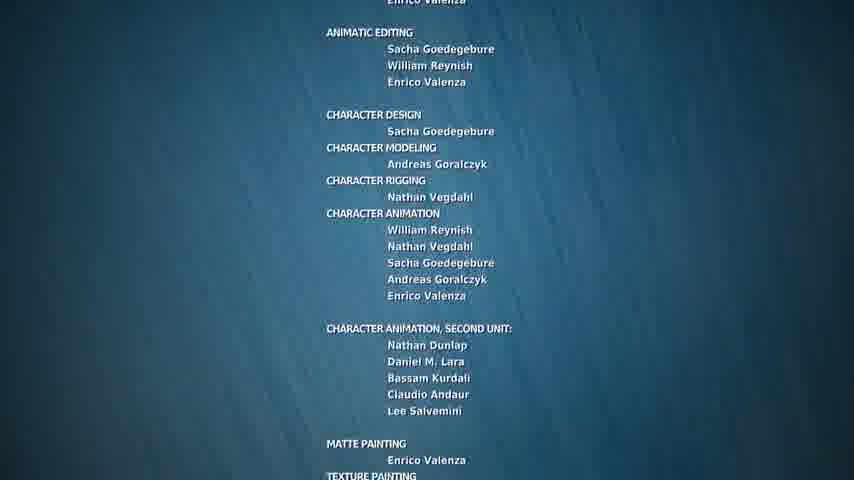 Enrico Valenza
ANIMATIC EDITING
Sacha Goedegebure
William Reynish
Enrico Valenza
CHARACTER DESIGN
Sacha Goedegebure
CHARACTER MODELING
Andreas Goralczyk
CHARACTER RIGGING
Nathan Vegdahl
CHARACTER ANIMATION
William Reynish
Nathan Vegdahl
Sacha Goedegebure
Andreas Goralczyk
Enrico Valenza
CHARACTER ANIMATION, SECOND UNIT:
Nathan Dunlap
Daniel M. Lara
Bassam Kurdali
Claudio Andaur
Lee Salvemini
MATTE PAINTING
Enrico Valenza
TEXTURE PAINTING